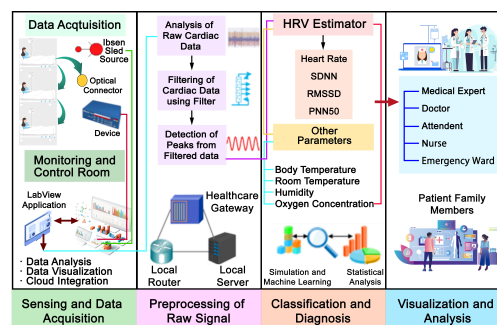 Data Acqutisition
Ibsen
Sled
Source
Optical
Connector
Device
Monitoring and
Control Room
LabView
Application
· Data Analysis
· Data Visualization
· Cloud Integration
Sensing and Data
Acquisition
Analysis of
Raw Cardiac
Data
Filtering of
Cardiac Data
using Filter
Detection of
Peaks from
Filtered data
Healthcare
Gateway
Local
Router
Local
Server
Preprocessing of
Raw Signal
HRV Estimator
Heart Rate
SDNN
RMSSD
PNN50
Other
Parameters
Body Temperature
Room Temperature
Humidity
Oxygen Concentration
Simulation and
Machine Learning
Statistical
Analysis
Classification and
Diagnosis
Medical Expert
Doctor
Attendent
Nurse
Emergency Ward
Patient Family
Members
Visualization and
Analysis